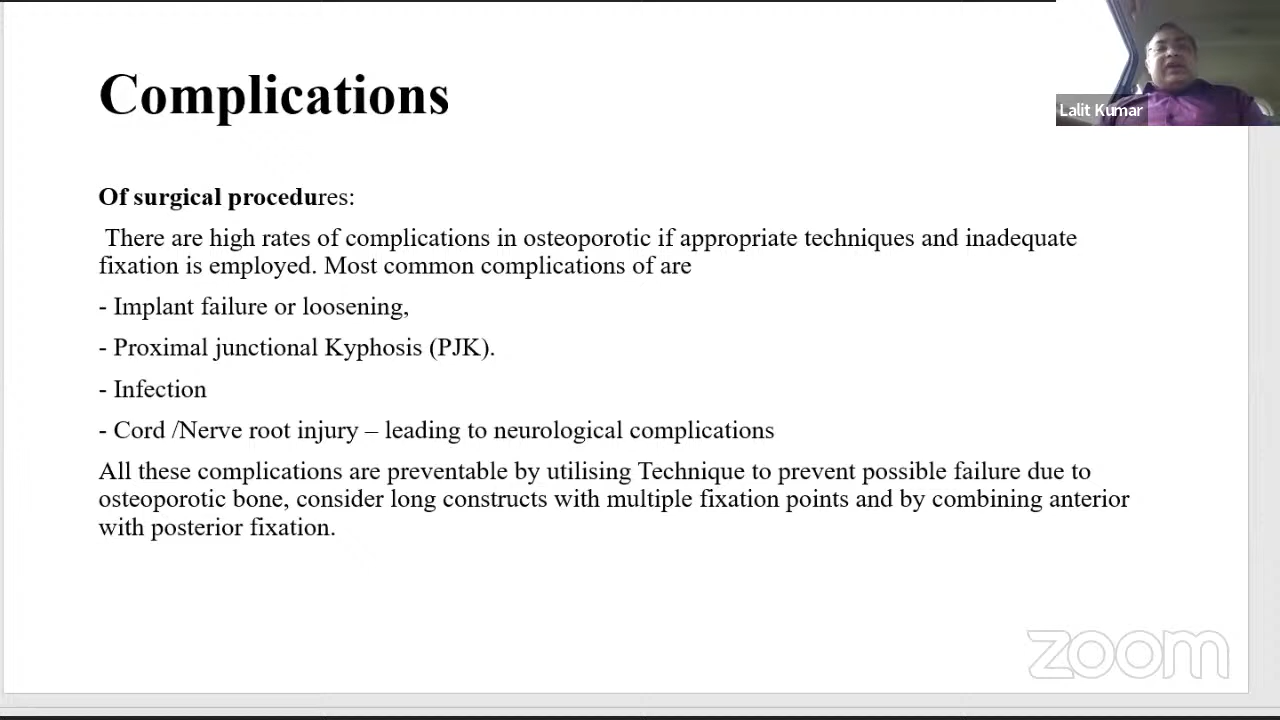 Complications
Lalit Kumar
Of surgical procedures:
There are high rates of complications in osteoporotic if appropriate techniques and inadequate
fixation is employed. Most common complications of are
- Implant failure or loosening,
- Proximal junctional Kyphosis (PJK).
- Infection
- Cord /Nerve root injury – leading to neurological complications
All these complications are preventable by utilising Technique to prevent possible failure due to
osteoporotic bone, consider long constructs with multiple fixation points and by combining anterior
with posterior fixation.
zoom